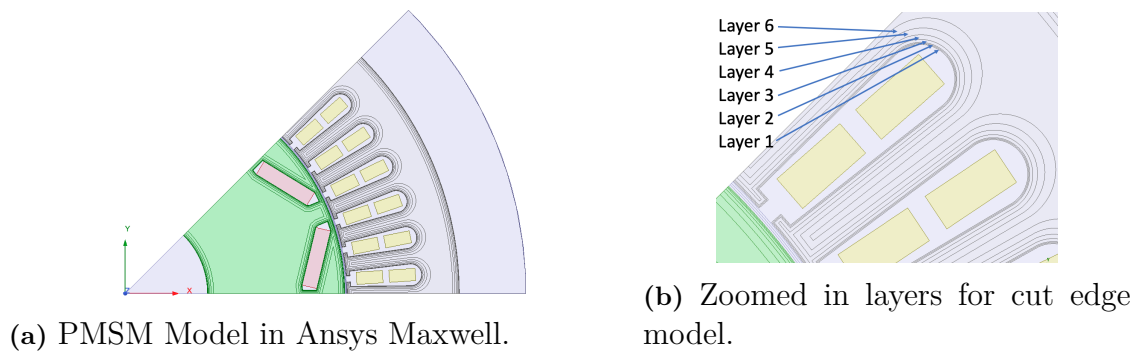 Y
Z
X
(a) PMSM Model in Ansys Maxwell.
Layer 6
Layer 5
Layer 4
Layer 3
Layer 2
Layer 1
(b) Zoomed in layers for cut edge
model.